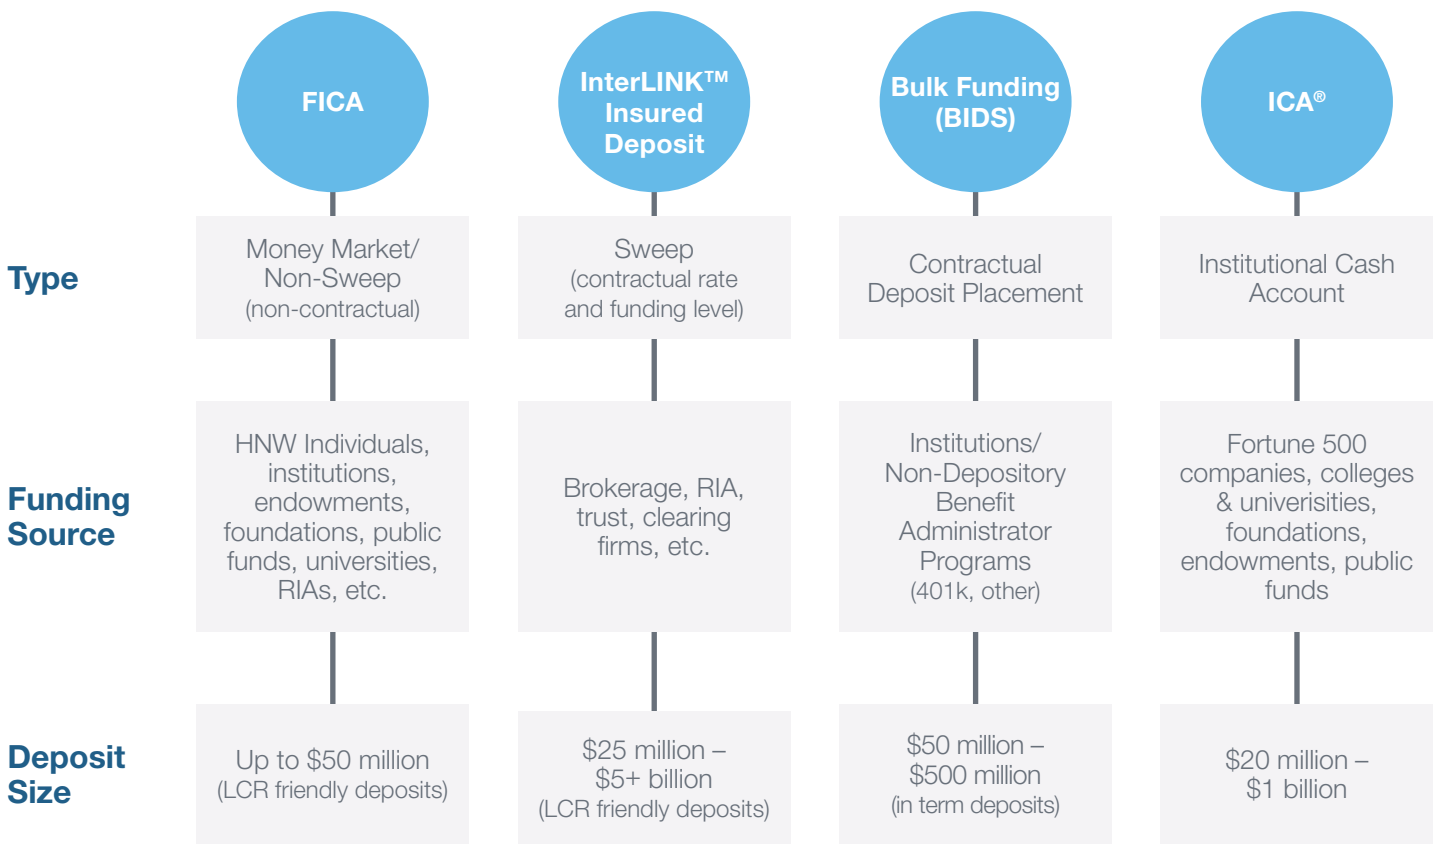 FICA
InterLINK™
Insured
Deposit
Bulk Funding
(BIDS)
ICA®
Type
Money Market/
Non-Sweep
(non-contractual)
Sweep
(contractual rate
and funding level)
Contractual
Deposit Placement
Institutional Cash
Account
Funding
Source
HNW Individuals,
institutions,
endowments,
foundations, public
funds, universities,
RIAs, etc.
Brokerage, RIA,
trust, clearing
firms, etc.
Institutions/
Non-Depository
Benefit
Administrator
Programs
(401k, other)
Fortune 500
companies, colleges
& univerisities,
foundations,
endowments, public
funds
Deposit
Size
Up to $50 million
(LCR friendly deposits)
$25 million –
$5+ billion
(LCR friendly deposits)
$50 million –
$500 million
(in term deposits)
$20 million –
$1 billion